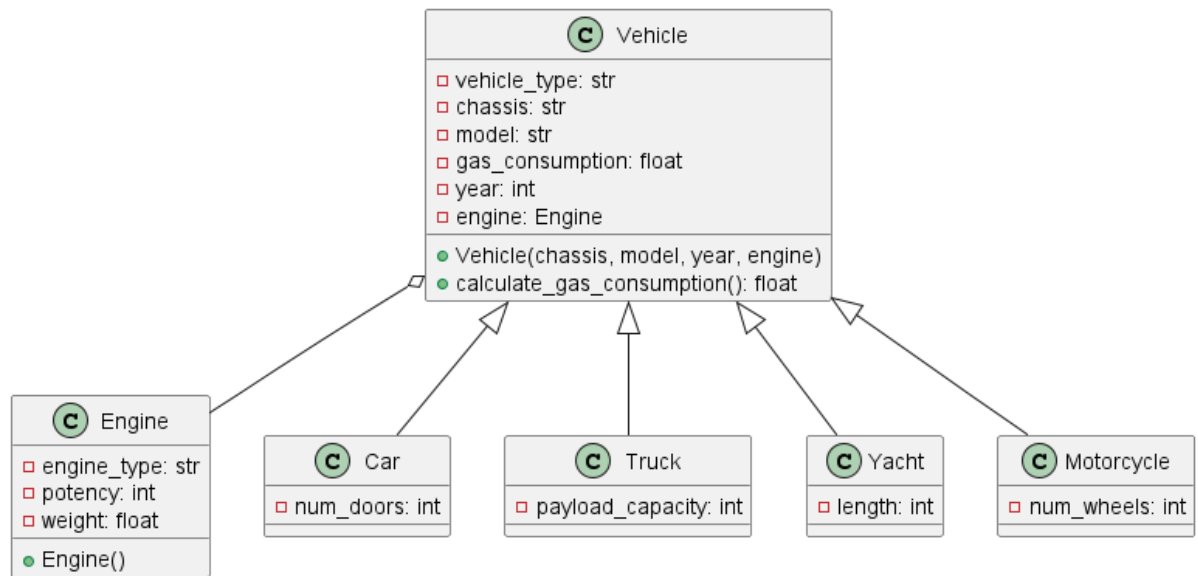 C Vehicle
vehicle_type: str
chassis: str
model: str
gas_consumption: float
year: int
engine: Engine
Vehicle(chassis, model, year, engine)
calculate_gas_consumption(): float
C Engine
engine_type: str
potency: int
weight: float
Engine()
C Car
num_doors: int
C Truck
payload_capacity: int
C Yacht
length: int
C Motorcycle
num_wheels: int